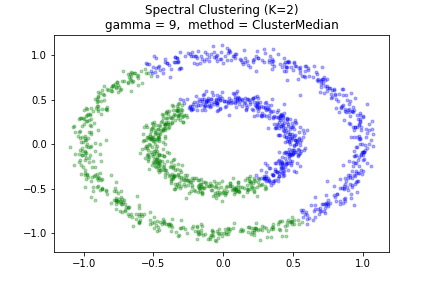 Spectral Clustering (K=2)
gamma = 9,  method = ClusterMedian
1.0
0.5
0.0
−0.5
−1.0
−1.0 −0.5 0.0 0.5 1.0